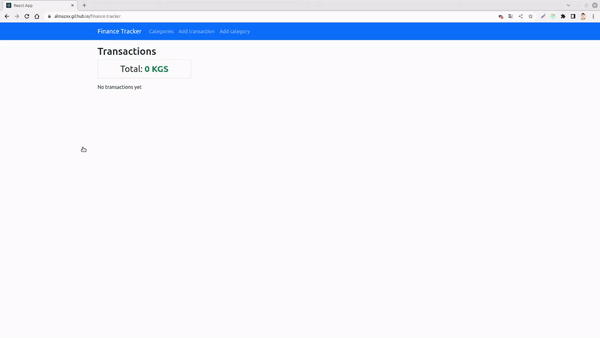 React App
almazxx.github.io/finance-tracker
Finance Tracker Categories Add transaction Add category
Transactions
Total: 0 KGS
No transactions yet